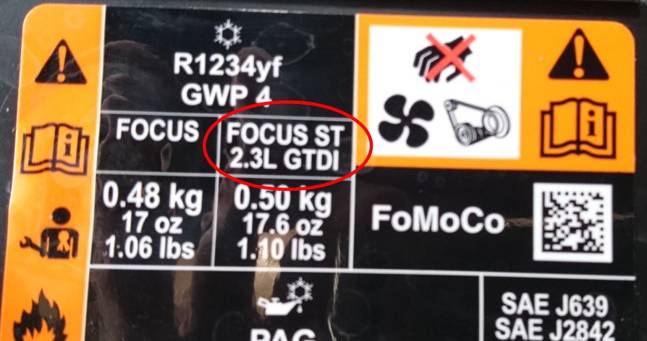 R1234yf
GWP 4
FOCUS
FOCUS ST
2.3L GTDI
0.48 kg
17 oz
1.06 lbs
0.50 kg
17.6 oz
1.10 lbs
FoMoCo
PAG
SAE J639
SAE J2842